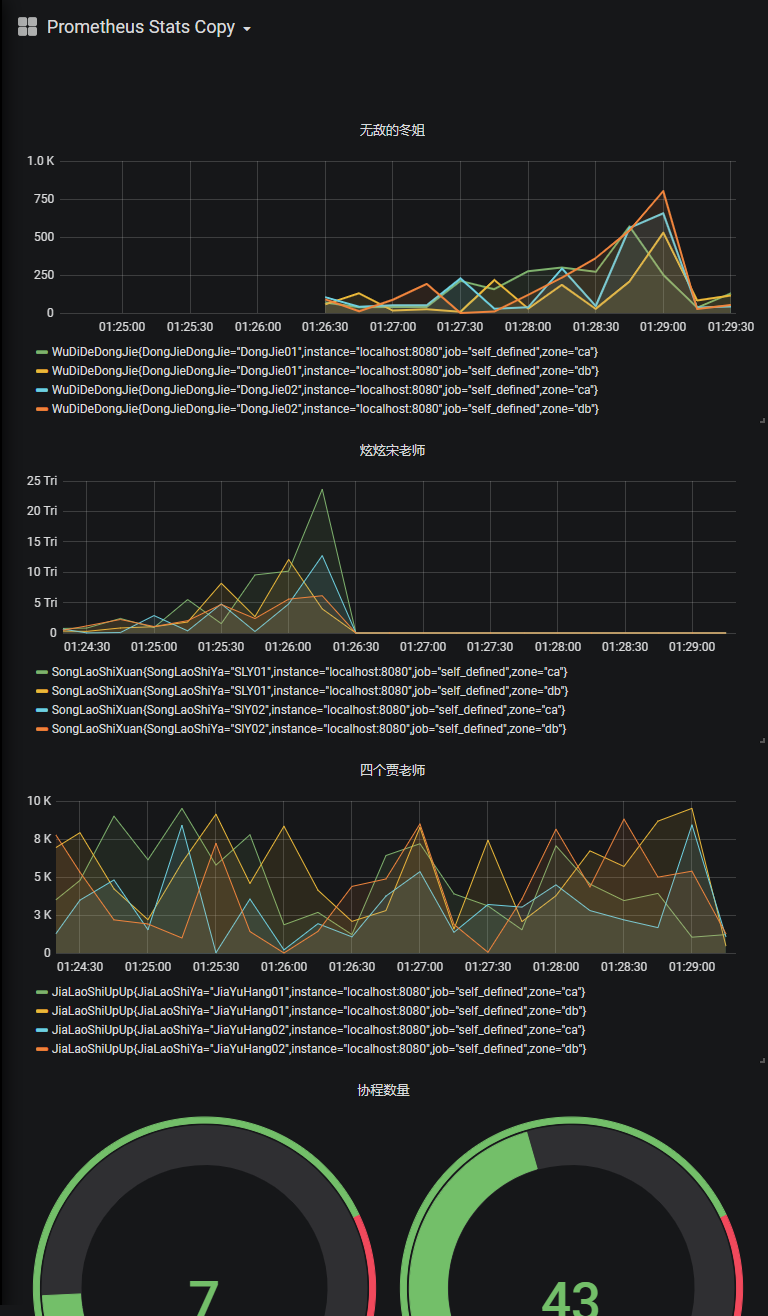 Prometheus Stats Copy
无敌的冬姐
1.0 K
750
500
250
0
01:25:00 01:25:30 01:26:00 01:26:30 01:27:00 01:27:30 01:28:00 01:28:30 01:29:00 01:29:30
WuDiDeDongJie{DongJieDongJie="DongJie01",instance="localhost:8080",job="self_defined",zone="ca"}
WuDiDeDongJie{DongJieDongJie="DongJie01",instance="localhost:8080",job="self_defined",zone="db"}
WuDiDeDongJie{DongJieDongJie="DongJie02",instance="localhost:8080",job="self_defined",zone="ca"}
WuDiDeDongJie{DongJieDongJie="DongJie02",instance="localhost:8080",job="self_defined",zone="db"}
炫炫宋老师
25 Tri
20 Tri
15 Tri
10 Tri
5 Tri
0
01:24:30 01:25:00 01:25:30 01:26:00 01:26:30 01:27:00 01:27:30 01:28:00 01:28:30 01:29:00
SongLaoShiXuan{SongLaoShiYa="SLY01",instance="localhost:8080",job="self_defined",zone="ca"}
SongLaoShiXuan{SongLaoShiYa="SLY01",instance="localhost:8080",job="self_defined",zone="db"}
SongLaoShiXuan{SongLaoShiYa="SlY02",instance="localhost:8080",job="self_defined",zone="ca"}
SongLaoShiXuan{SongLaoShiYa="SlY02",instance="localhost:8080",job="self_defined",zone="db"}
四个贾老师
10 K
8 K
5 K
3 K
0
01:24:30 01:25:00 01:25:30 01:26:00 01:26:30 01:27:00 01:27:30 01:28:00 01:28:30 01:29:00
JiaLaoShiUpUp{JiaLaoShiYa="JiaYuHang01",instance="localhost:8080",job="self_defined",zone="ca"}
JiaLaoShiUpUp{JiaLaoShiYa="JiaYuHang01",instance="localhost:8080",job="self_defined",zone="db"}
JiaLaoShiUpUp{JiaLaoShiYa="JiaYuHang02",instance="localhost:8080",job="self_defined",zone="ca"}
JiaLaoShiUpUp{JiaLaoShiYa="JiaYuHang02",instance="localhost:8080",job="self_defined",zone="db"}
协程数量
7 43